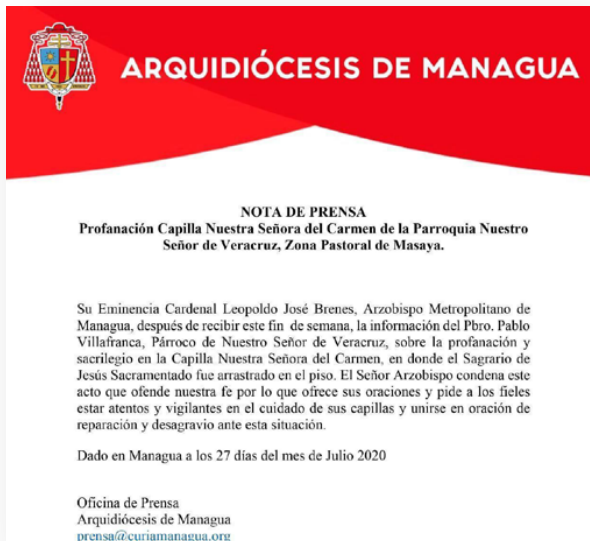 ARQUIDIÓCESIS DE MANAGUA
NOTA DE PRENSA
Profanación Capilla Nuestra Señora del Carmen de la Parroquia Nuestro
Señor de Veracruz, Zona Pastoral de Masaya.
Su Eminencia Cardenal Leopoldo José Brenes, Arzobispo Metropolitano de
Managua, después de recibir este fin de semana, la información del Pbro. Pablo
Villafranca, Párroco de Nuestro Señor de Veracruz, sobre la profanación y
sacrilegio en la Capilla Nuestra Señora del Carmen, en donde el Sagrario de
Jesús Sacramentado fue arrastrado en el piso. El Señor Arzobispo condena este
acto que ofende nuestra fe por lo que ofrece sus oraciones y pide a los fieles
estar atentos y vigilantes en el cuidado de sus capillas y unirse en oración de
reparación y desagravio ante esta situación.
Dado en Managua a los 27 días del mes de Julio 2020
Oficina de Prensa
Arquidiócesis de Managua
prensa@curiamanagua.org